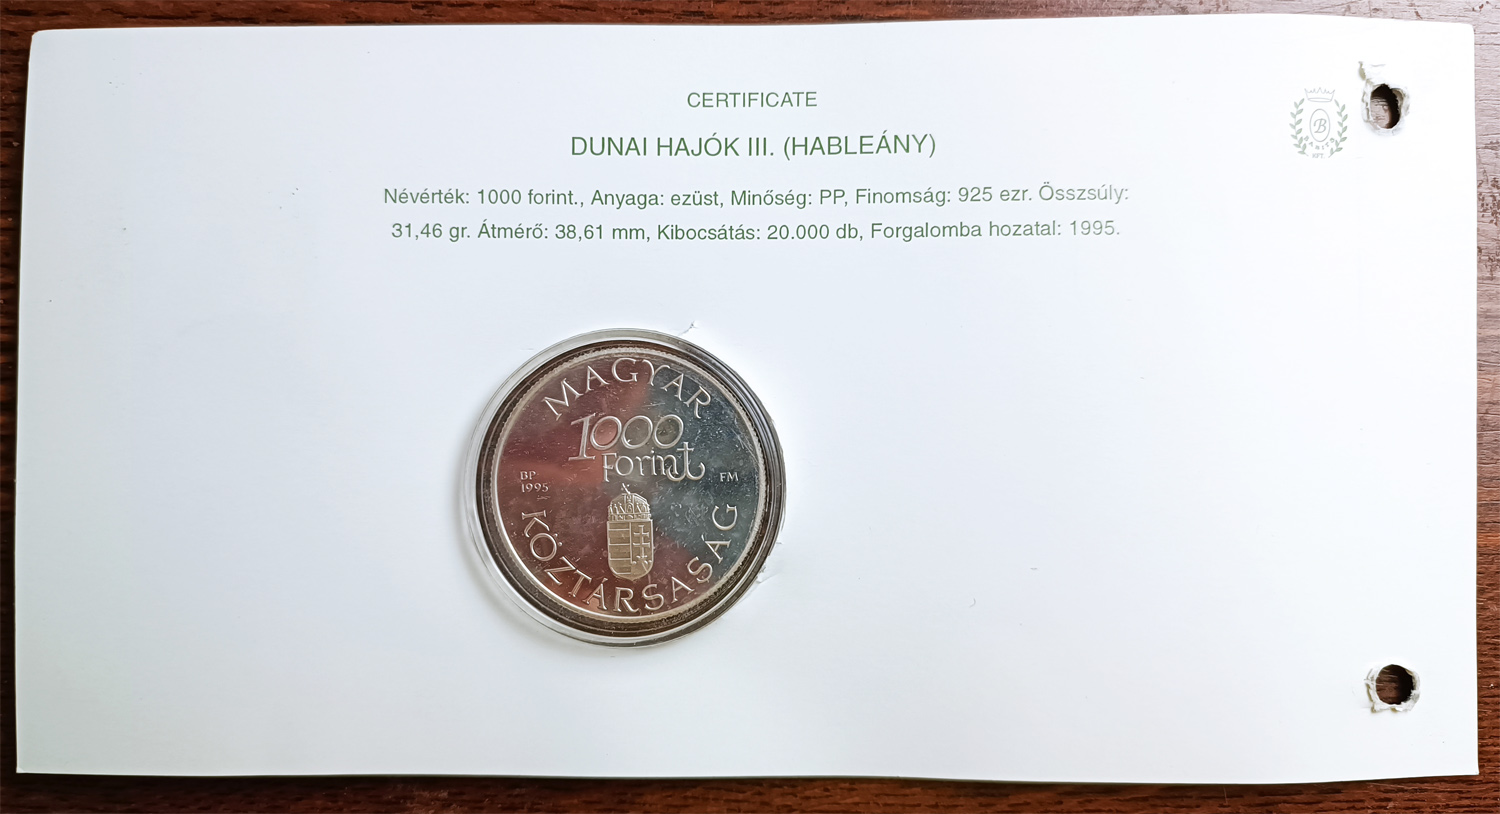 CERTIFICATE
DUNAI HAJÓK III. (HABLEÁNY)
Névérték: 1000 forint., Anyaga: ezüst, Minőség: PP, Finomság: 925 ezr. Összsúly:
31,46 gr. Átmérő: 38,61 mm, Kibocsátás: 20.000 db, Forgalomba hozatal: 1995.
B
KFT.
MAGYAR
1000
Forint
BP
1995
FM
KÖZTÁRSASÁG